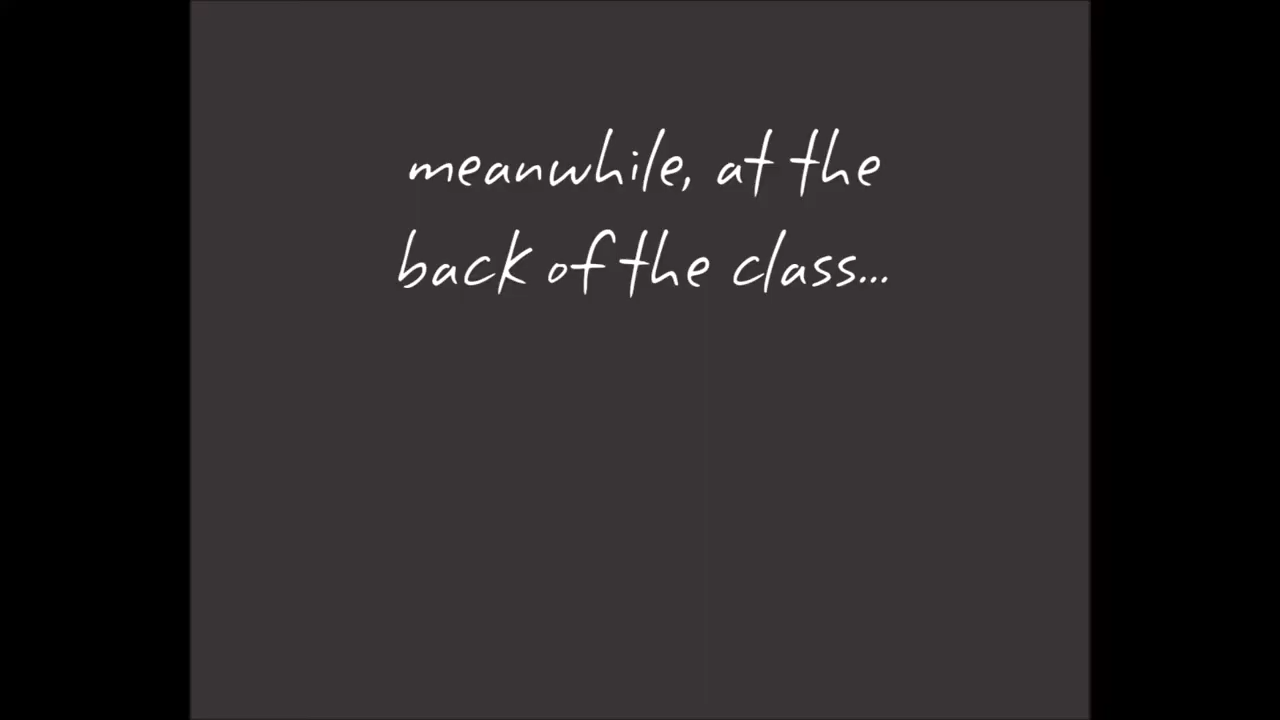 meanwhile, at the
back of the class...